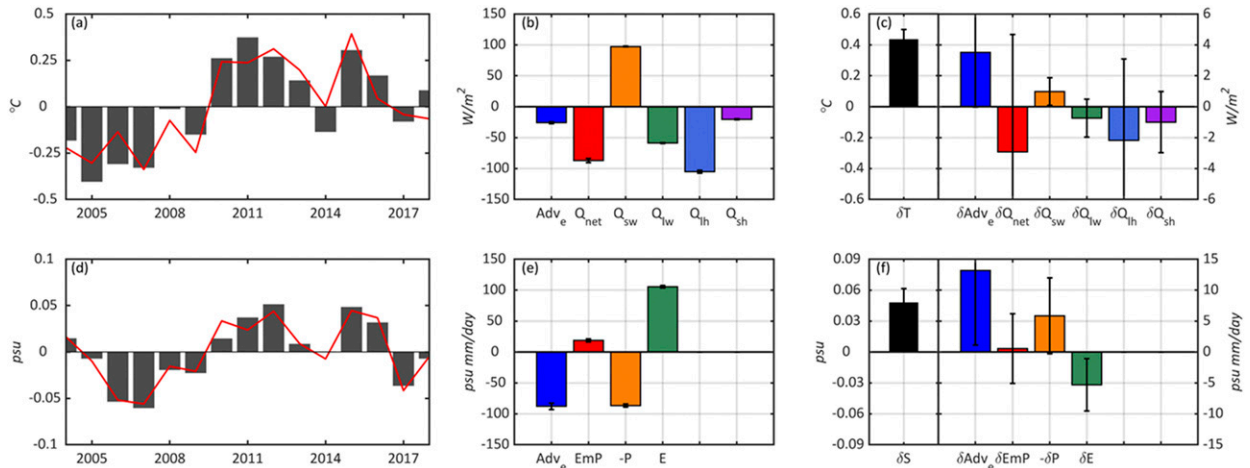 (a)
0.5
0.25
0
-0.25
-0.5
°C
2005 2008 2011 2014 2017
(b)
150
100
50
0
-50
-100
-150
W/m²
Adv_e Q_net Q_sw Q_lw Q_lh Q_sh
(c)
0.6
0.4
0.2
0
-0.2
-0.4
-0.6
°C
6
4
2
0
-2
-4
-6
W/m²
δT δAdv_e δQ_net δQ_sw δQ_lw δQ_lh δQ_sh
(d)
0.1
0.05
0
-0.05
-0.1
psu
2005 2008 2011 2014 2017
(e)
150
100
50
0
-50
-100
-150
psu mm/day
Adv_e EmP -P E
(f)
0.09
0.06
0.03
0
-0.03
-0.06
-0.09
psu
15
10
5
0
-5
-10
-15
psu mm/day
δS δAdv_e δEmP -δP δE